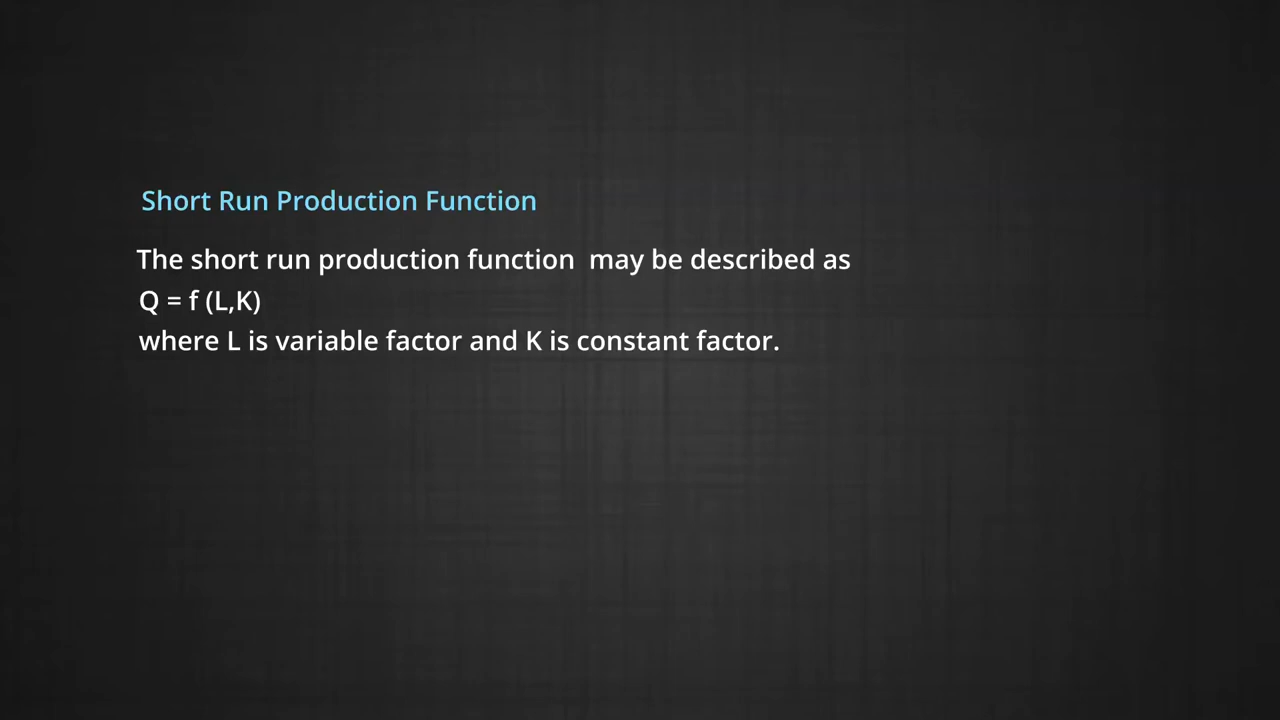 Short Run Production Function
The short run production function may be described as
Q = f (L,K)
where L is variable factor and K is constant factor.